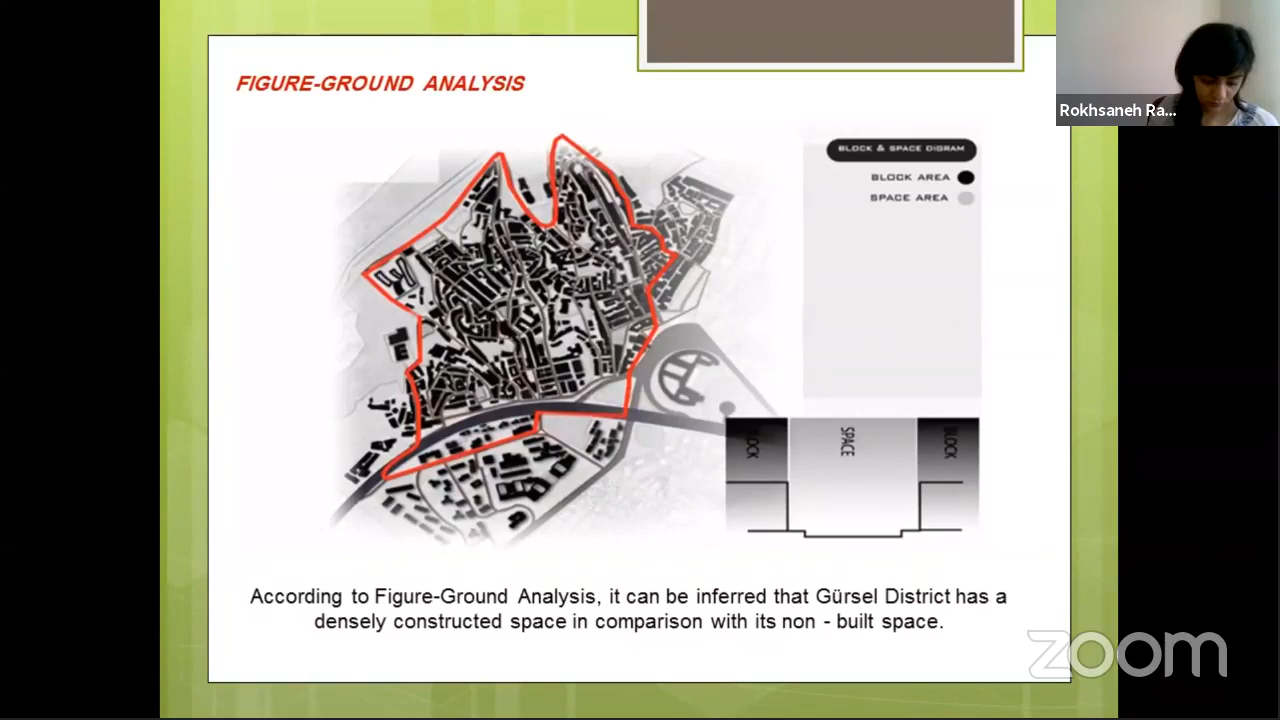 FIGURE-GROUND ANALYSIS
Rokhsaneh Ra...
BLOCK & SPACE DIGRAM
BLOCK AREA
SPACE AREA
BLOCK
SPACE
BLOCK
According to Figure-Ground Analysis, it can be inferred that Gürsel District has a
densely constructed space in comparison with its non - built space.
zoom